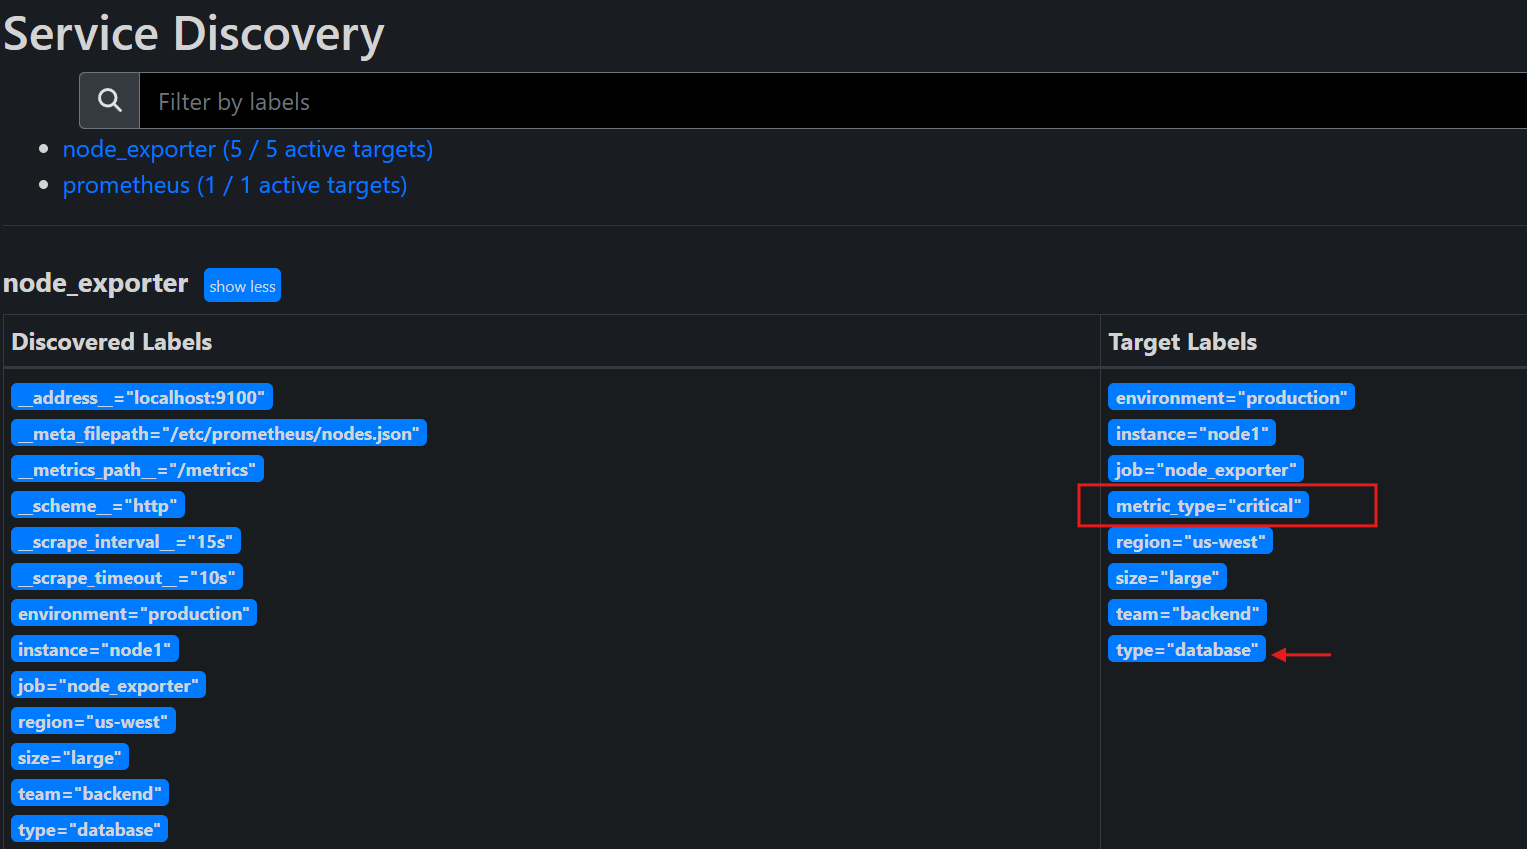 Service Discovery
Filter by labels
node_exporter (5 / 5 active targets)
prometheus (1 / 1 active targets)
node_exporter show less
Discovered Labels
__address__="localhost:9100"
__meta_filepath="/etc/prometheus/nodes.json"
__metrics_path__="/metrics"
__scheme__="http"
__scrape_interval__="15s"
__scrape_timeout__="10s"
environment="production"
instance="node1"
job="node_exporter"
region="us-west"
size="large"
team="backend"
type="database"
Target Labels
environment="production"
instance="node1"
job="node_exporter"
metric_type="critical"
region="us-west"
size="large"
team="backend"
type="database"